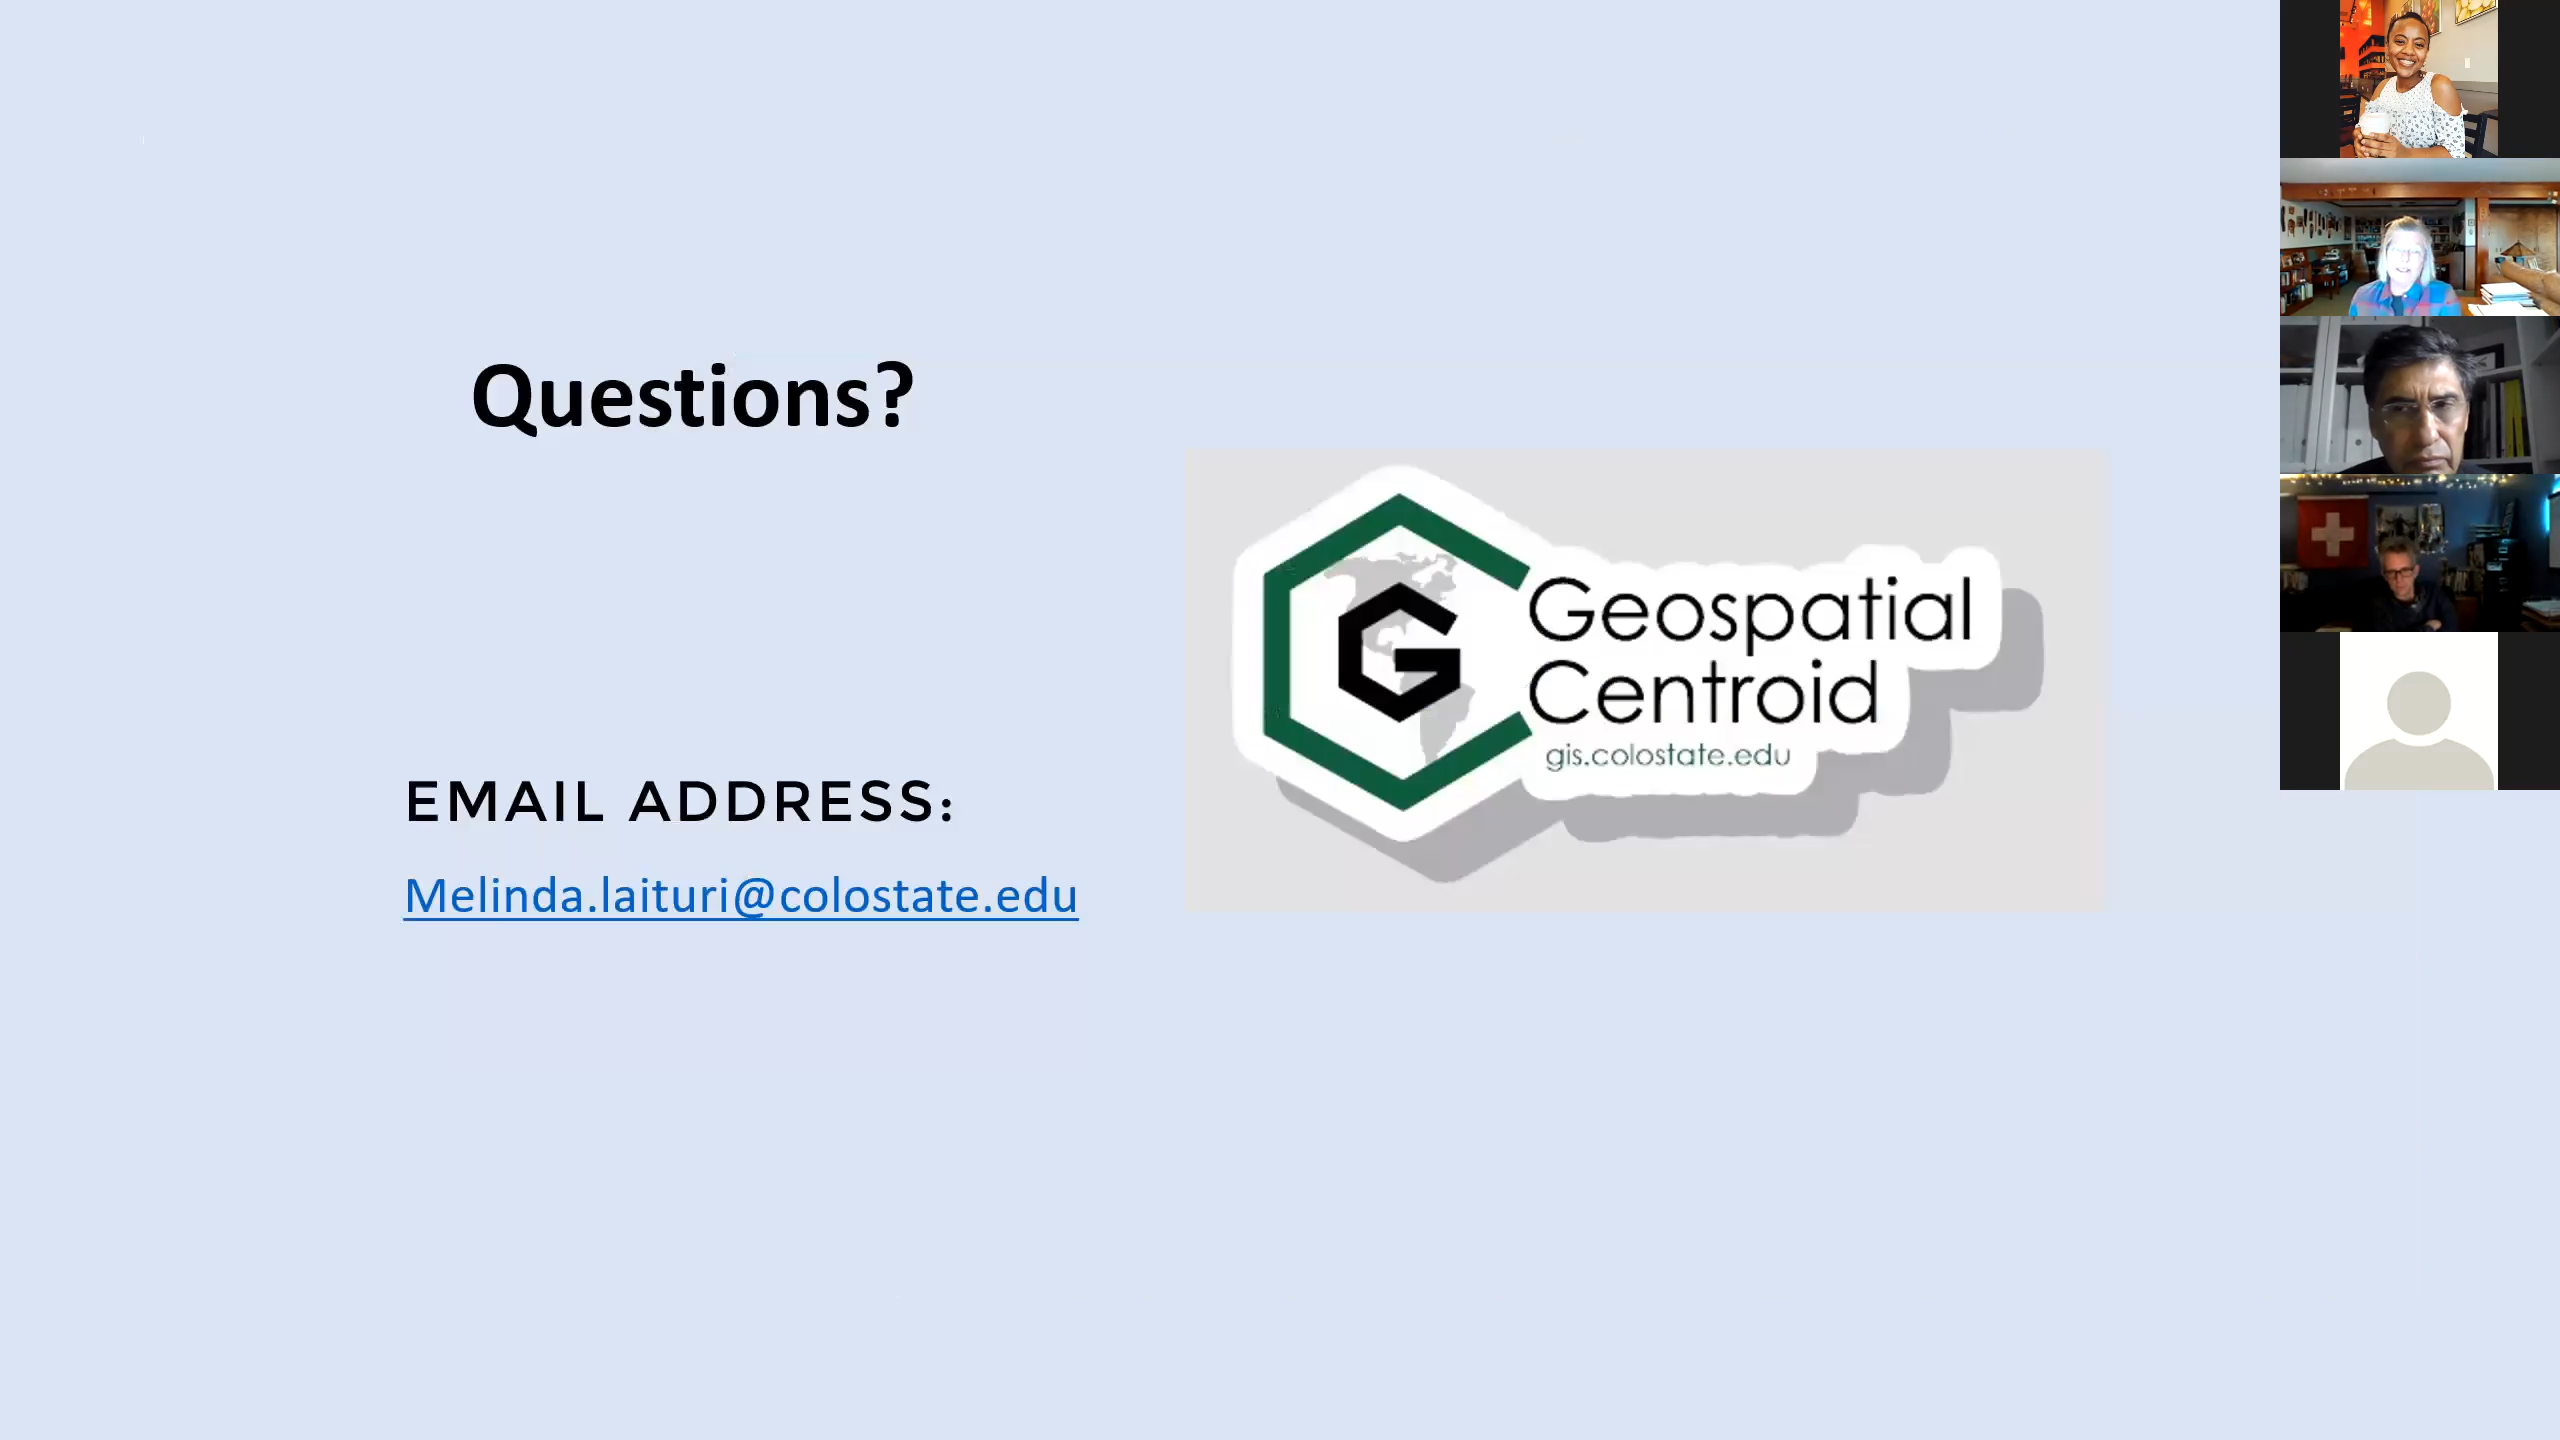 Questions?
EMAIL ADDRESS:
Melinda.laituri@colostate.edu
G Geospatial
Centroid
gis.colostate.edu